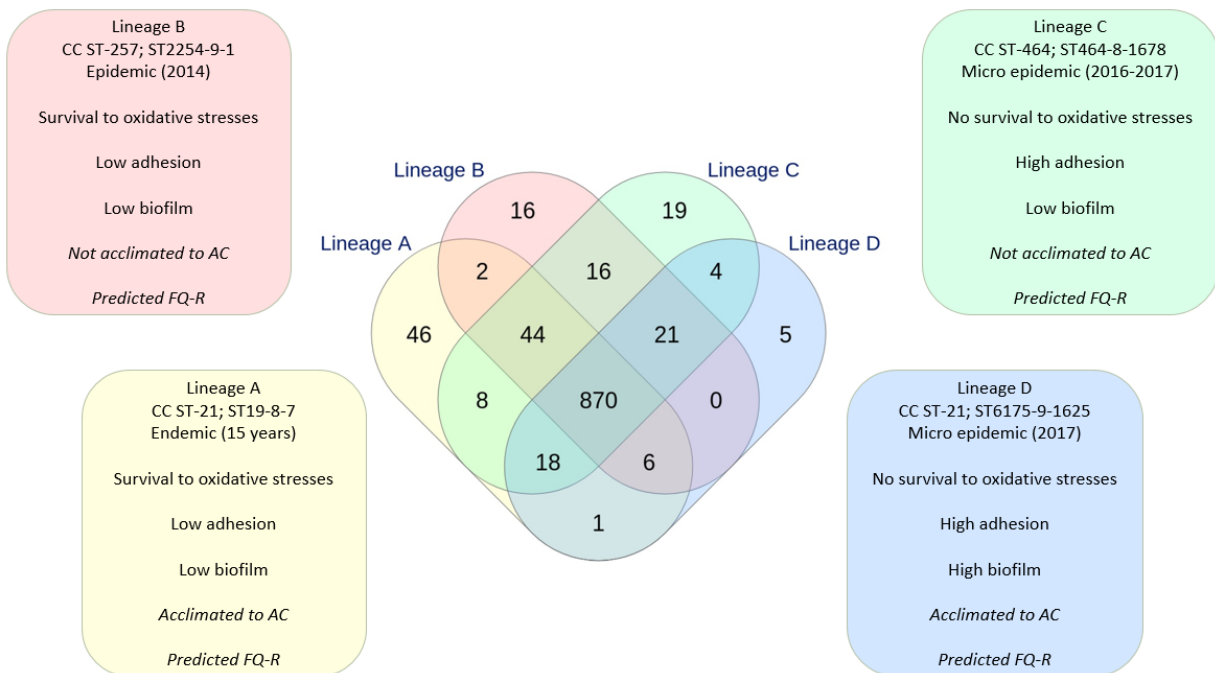 Lineage B
CC ST-257; ST2254-9-1
Epidemic (2014)
Survival to oxidative stresses
Low adhesion
Low biofilm
Not acclimated to AC
Predicted FQ-R
Lineage C
CC ST-464; ST464-8-1678
Micro epidemic (2016-2017)
No survival to oxidative stresses
High adhesion
Low biofilm
Not acclimated to AC
Predicted FQ-R
Lineage B
Lineage C
Lineage A
Lineage D
16
19
2
16
4
46
44
21
5
8
870
0
18
6
1
Lineage A
CC ST-21; ST19-8-7
Endemic (15 years)
Survival to oxidative stresses
Low adhesion
Low biofilm
Acclimated to AC
Predicted FQ-R
Lineage D
CC ST-21; ST6175-9-1625
Micro epidemic (2017)
No survival to oxidative stresses
High adhesion
High biofilm
Acclimated to AC
Predicted FQ-R